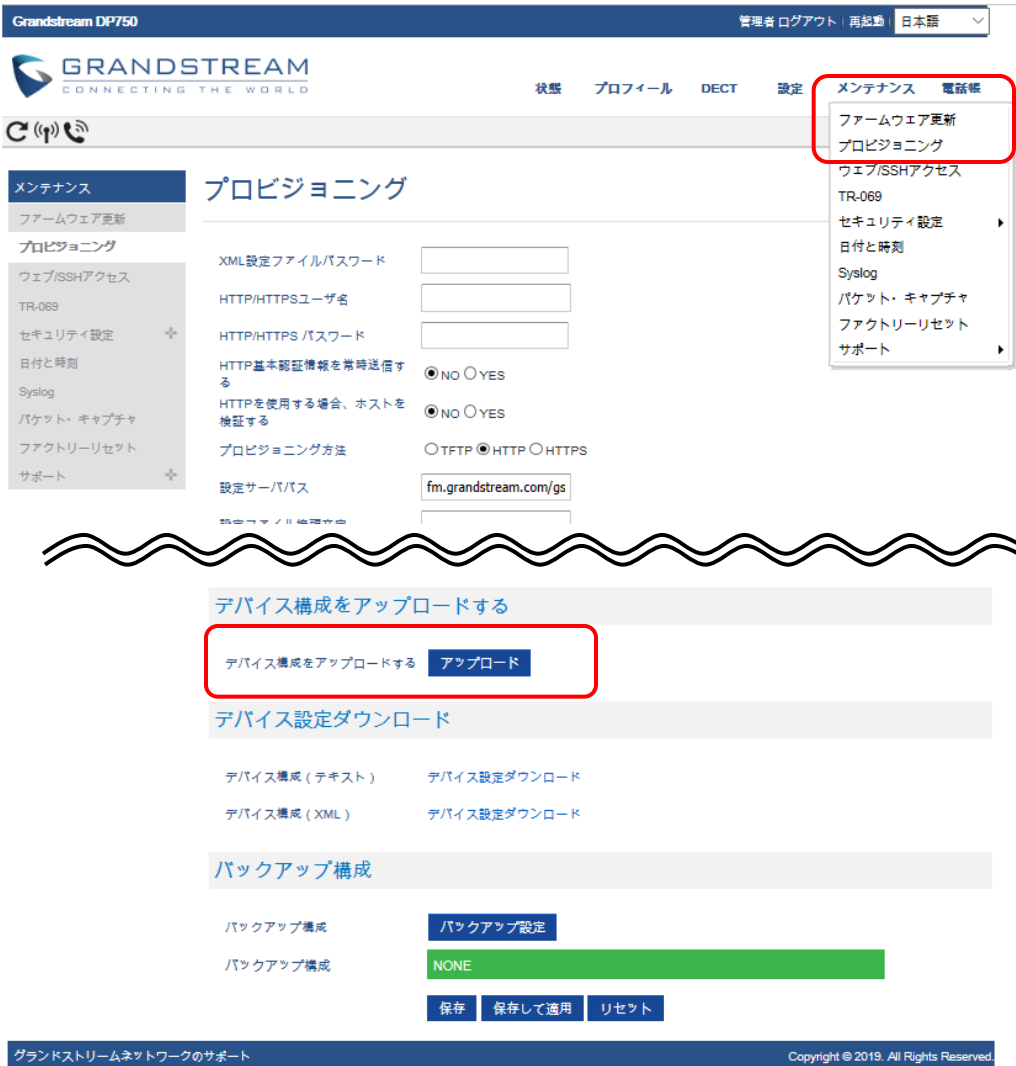 Grandstream DP750
管理者 ログアウト | 再起動 | 日本語
GRANDSTREAM
CONNECTING THE WORLD
状態 プロフィール DECT 設定 メンテナンス 電話帳
ファームウェア更新
プロビジョニング
ウェブ/SSHアクセス
TR-069
セキュリティ設定
日付と時刻
Syslog
パケット・キャプチャ
ファクトリーリセット
サポート
メンテナンス
ファームウェア更新
プロビジョニング
ウェブ/SSHアクセス
TR-069
セキュリティ設定
日付と時刻
Syslog
パケット・キャプチャ
ファクトリーリセット
サポート
プロビジョニング
XML設定ファイルパスワード
HTTP/HTTPSユーザ名
HTTP/HTTPS パスワード
HTTP基本認証情報を常時送信す
る
NO YES
HTTPを使用する場合、ホストを
検証する
NO YES
プロビジョニング方法
TFTP HTTP HTTPS
設定サーバパス
fm.grandstream.com/gs
デバイス構成をアップロードする
デバイス構成をアップロードする アップロード
デバイス設定ダウンロード
デバイス構成 ( テキスト ) デバイス設定ダウンロード
デバイス構成 ( XML ) デバイス設定ダウンロード
バックアップ構成
バックアップ構成 バックアップ設定
バックアップ構成 NONE
保存 保存して適用 リセット
グランドストリームネットワークのサポート
Copyright © 2019. All Rights Reserved.